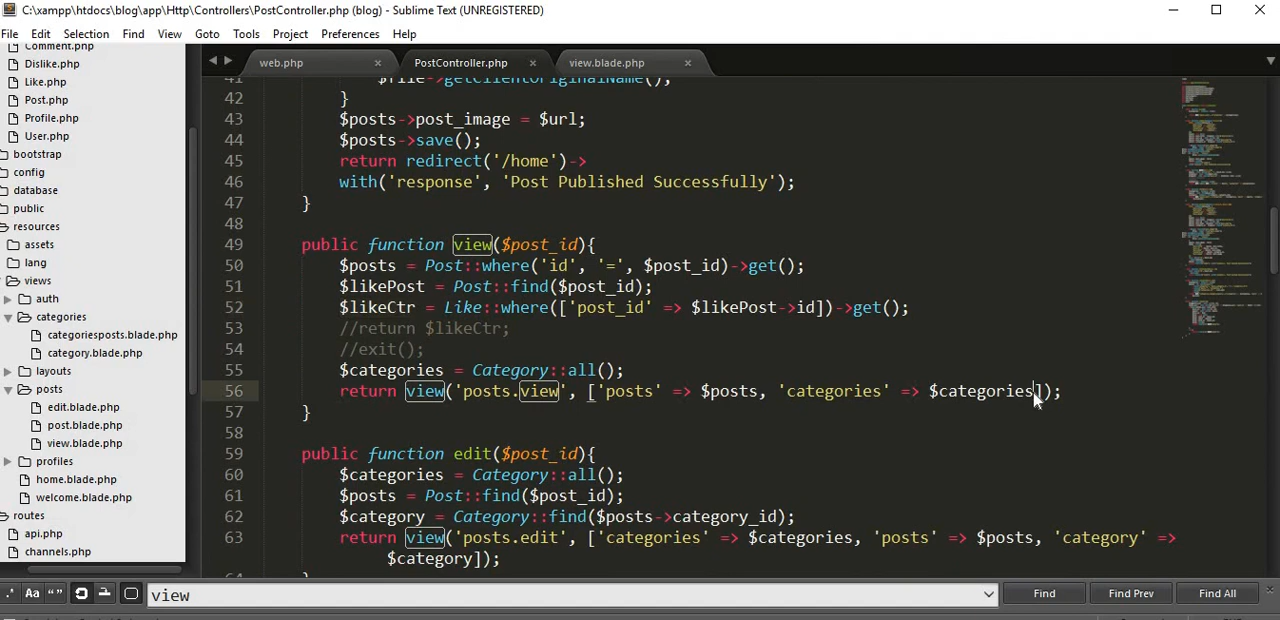 C:\xampp\htdocs\blog\app\Http\Controllers\PostController.php (blog) - Sublime Text (UNREGISTERED)
File Edit Selection Find View Goto Tools Project Preferences Help
Comment.php
Dislike.php
Like.php
Post.php
Profile.php
User.php
bootstrap
config
database
public
resources
assets
lang
views
auth
categories
categoriesposts.blade.php
category.blade.php
layouts
posts
edit.blade.php
post.blade.php
view.blade.php
profiles
home.blade.php
welcome.blade.php
routes
api.php
channels.php
web.php × PostController.php × view.blade.php ×
41 $file->getClientOriginalName();
42 }
43 $posts->post_image = $url;
44 $posts->save();
45 return redirect('/home')->
46 with('response', 'Post Published Successfully');
47 }
48
49 public function view($post_id){
50 $posts = Post::where('id', '=', $post_id)->get();
51 $likePost = Post::find($post_id);
52 $likeCtr = Like::where(['post_id' => $likePost->id])->get();
53 //return $likeCtr;
54 //exit();
55 $categories = Category::all();
56 return view('posts.view', ['posts' => $posts, 'categories' => $categories]);
57 }
58
59 public function edit($post_id){
60 $categories = Category::all();
61 $posts = Post::find($post_id);
62 $category = Category::find($posts->category_id);
63 return view('posts.edit', ['categories' => $categories, 'posts' => $posts, 'category' =>
$category]);
.* Aa “” view Find Find Prev Find All ×